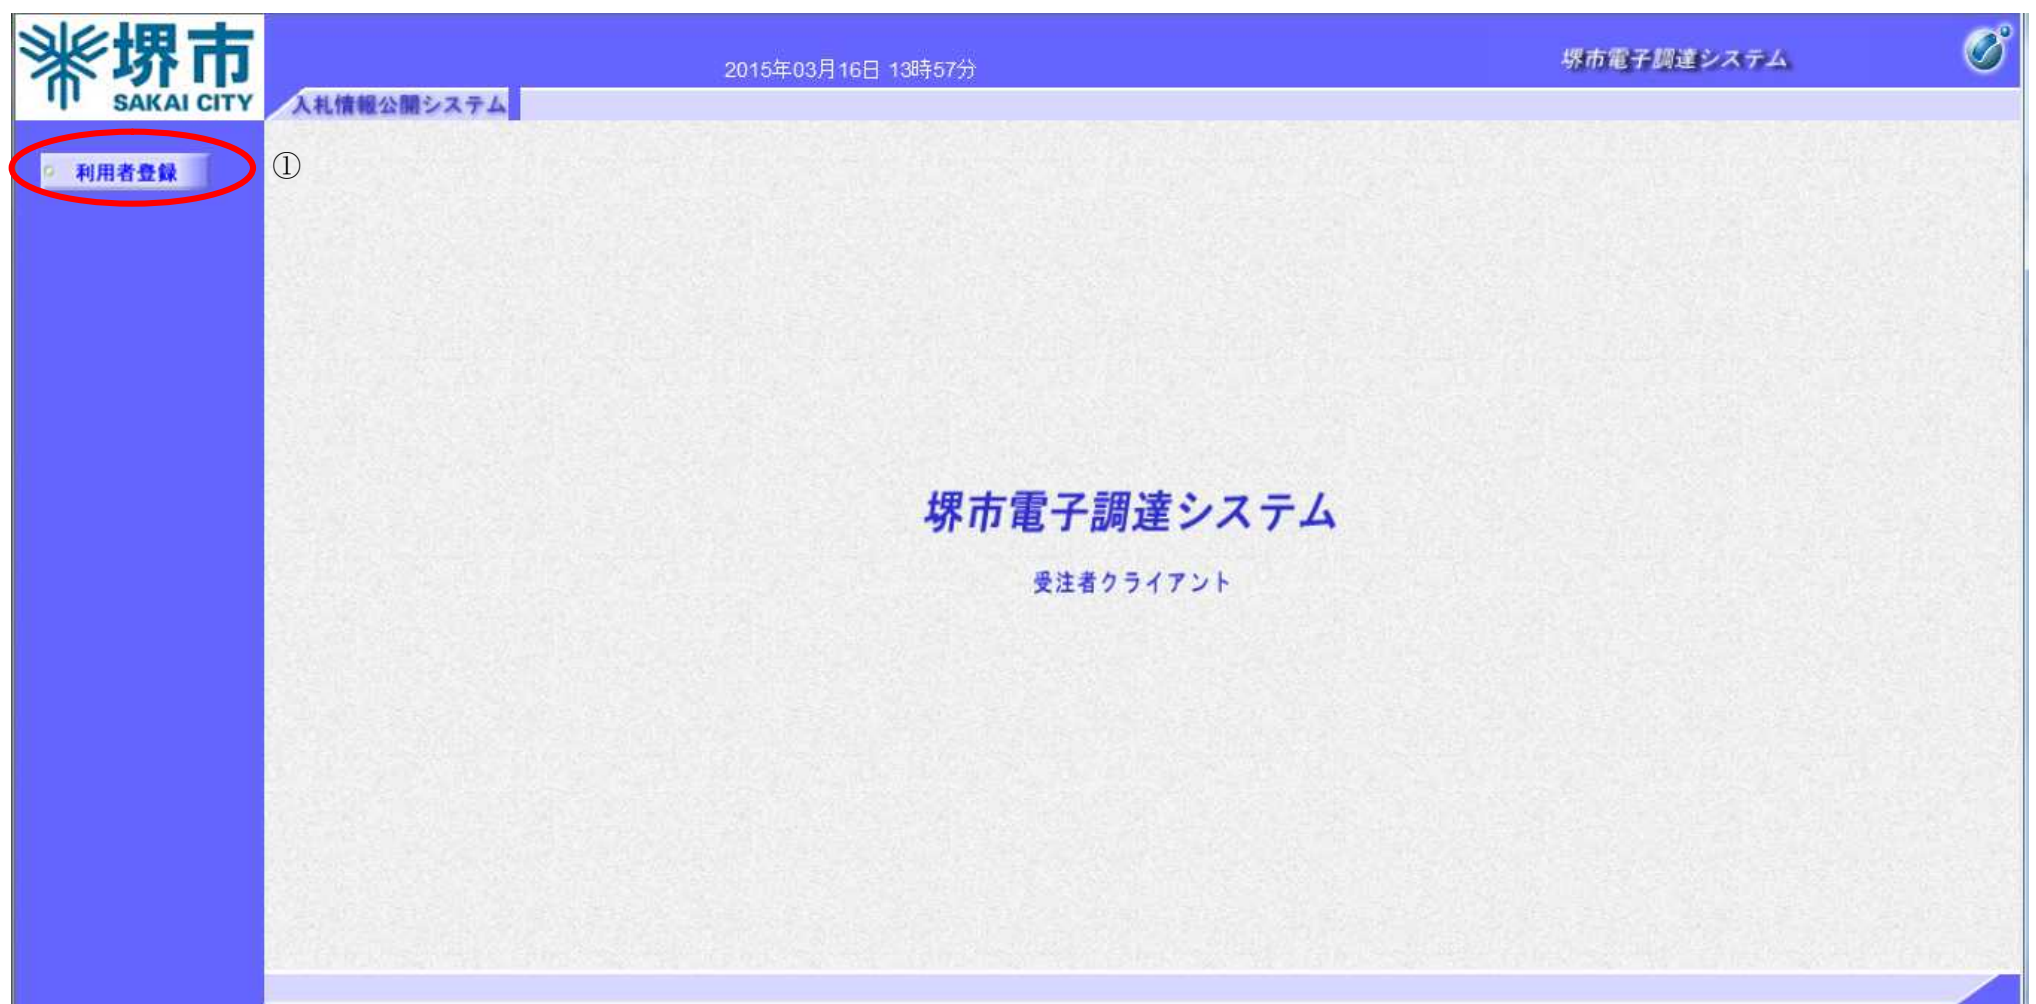 堺市
SAKAI CITY
2015年03月16日 13時57分
堺市電子調達システム
入札情報公開システム
利用者登録
①
堺市電子調達システム
受注者クライアント